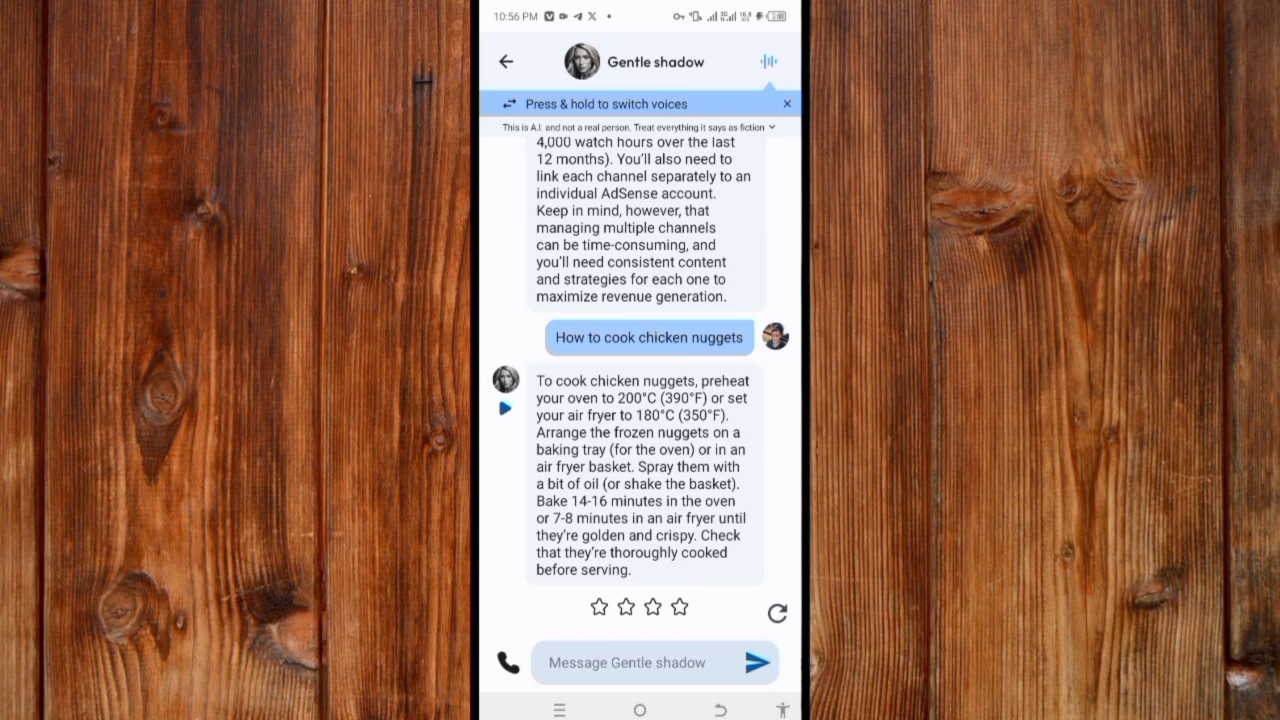 10:56 PM
Gentle shadow
Press & hold to switch voices
This is A.I. and not a real person. Treat everything it says as fiction
4,000 watch hours over the last
12 months). You'll also need to
link each channel separately to an
individual AdSense account.
Keep in mind, however, that
managing multiple channels
can be time-consuming, and
you'll need consistent content
and strategies for each one to
maximize revenue generation.
How to cook chicken nuggets
To cook chicken nuggets, preheat
your oven to 200°C (390°F) or set
your air fryer to 180°C (350°F).
Arrange the frozen nuggets on a
baking tray (for the oven) or in an
air fryer basket. Spray them with
a bit of oil (or shake the basket).
Bake 14-16 minutes in the oven
or 7-8 minutes in an air fryer until
they're golden and crispy. Check
that they're thoroughly cooked
before serving.
Message Gentle shadow